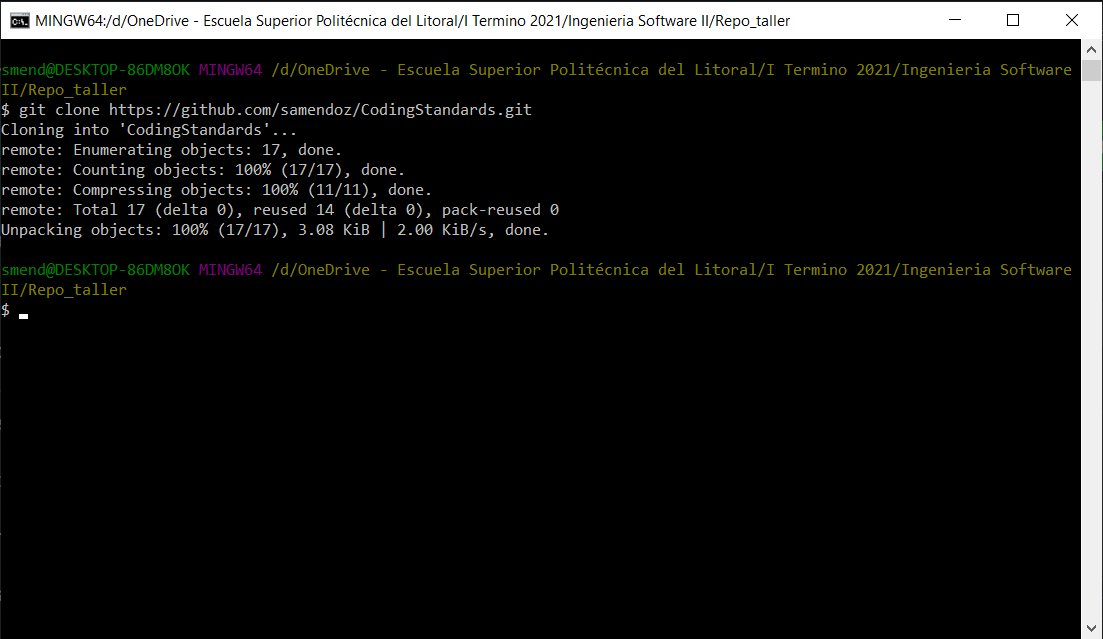 MINGW64:/d/OneDrive - Escuela Superior Politécnica del Litoral/I Termino 2021/Ingenieria Software II/Repo_taller
smend@DESKTOP-86DM8OK MINGW64 /d/OneDrive - Escuela Superior Politécnica del Litoral/I Termino 2021/Ingenieria Software
II/Repo_taller
$ git clone https://github.com/samendoz/CodingStandards.git
Cloning into 'CodingStandards'...
remote: Enumerating objects: 17, done.
remote: Counting objects: 100% (17/17), done.
remote: Compressing objects: 100% (11/11), done.
remote: Total 17 (delta 0), reused 14 (delta 0), pack-reused 0
Unpacking objects: 100% (17/17), 3.08 KiB | 2.00 KiB/s, done.
smend@DESKTOP-86DM8OK MINGW64 /d/OneDrive - Escuela Superior Politécnica del Litoral/I Termino 2021/Ingenieria Software
II/Repo_taller
$